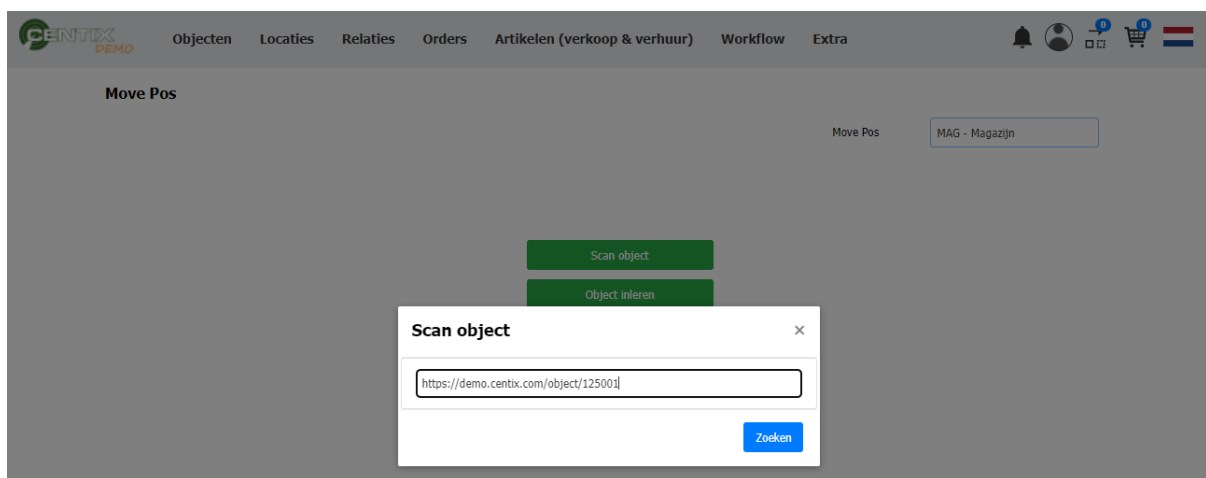 CENTIX DEMO Objecten Locaties Relaties Orders Artikelen (verkoop & verhuur) Workflow Extra 0 0
Move Pos
Move Pos MAG - Magazijn
Scan object
Object inleren
Scan object ×
https://demo.centix.com/object/125001
Zoeken